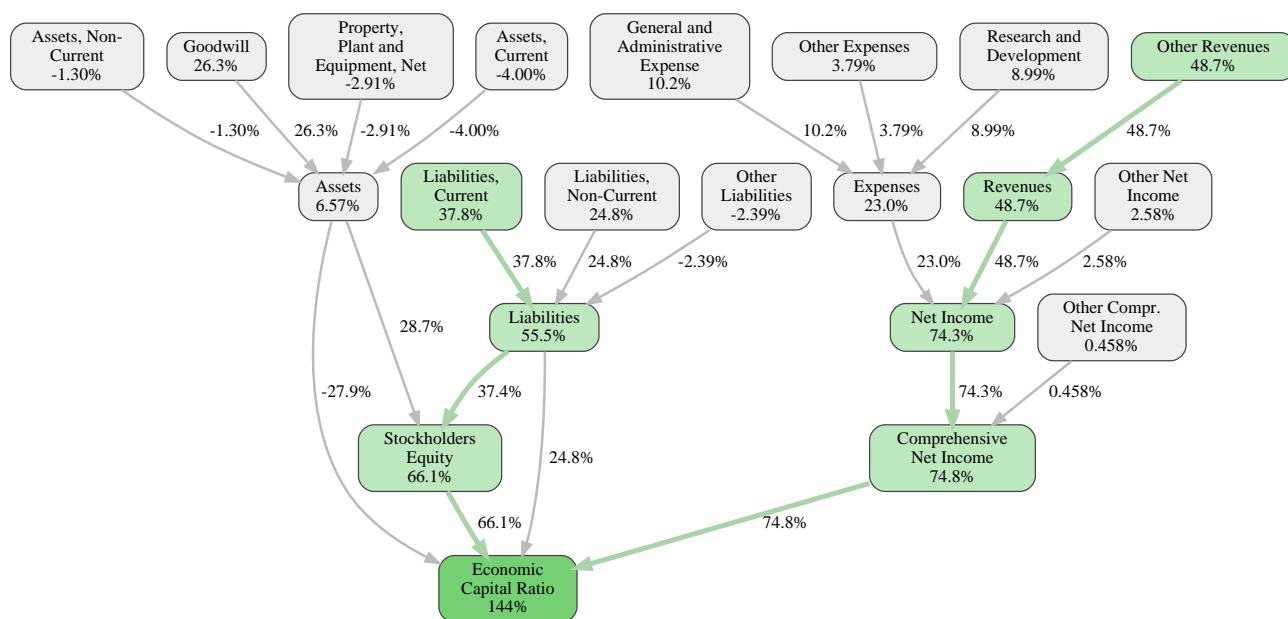 Assets, Non-
Current
-1.30%
Goodwill
26.3%
Property,
Plant and
Equipment, Net
-2.91%
Assets,
Current
-4.00%
General and
Administrative
Expense
10.2%
Other Expenses
3.79%
Research and
Development
8.99%
Other Revenues
48.7%
-1.30%
26.3%
-2.91%
-4.00%
10.2%
3.79%
8.99%
48.7%
Assets
6.57%
Liabilities,
Current
37.8%
Liabilities,
Non-Current
24.8%
Other
Liabilities
-2.39%
Expenses
23.0%
Revenues
48.7%
Other Net
Income
2.58%
37.8%
24.8%
-2.39%
23.0%
48.7%
2.58%
28.7%
Liabilities
55.5%
Net Income
74.3%
Other Compr.
Net Income
0.458%
-27.9%
37.4%
74.3%
0.458%
Stockholders
Equity
66.1%
24.8%
Comprehensive
Net Income
74.8%
66.1%
74.8%
Economic
Capital Ratio
144%